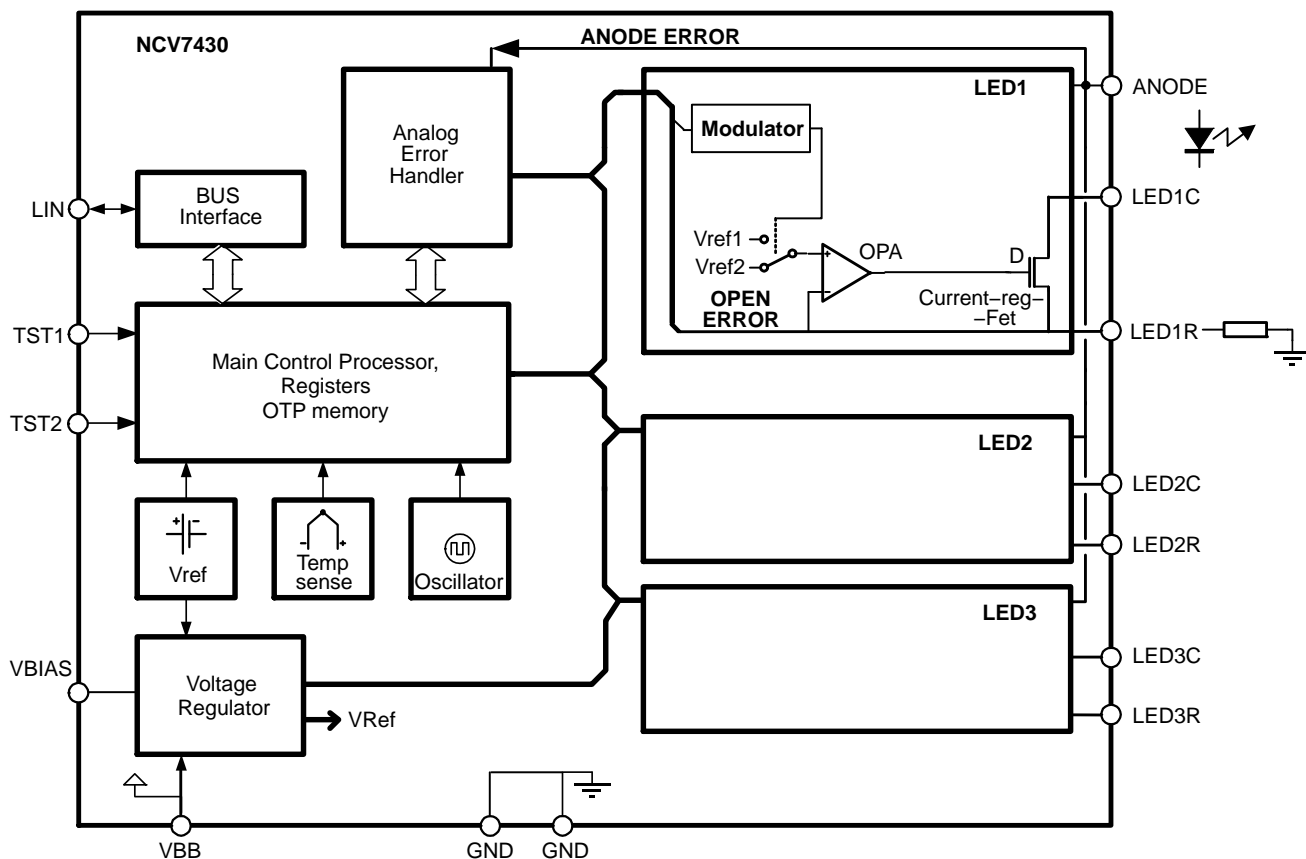 NCV7430
ANODE ERROR
LED1
ANODE
Modulator
Analog
Error
Handler
LIN
BUS
Interface
LED1C
Vref1
Vref2
+
−
OPA
D
Current−reg−
−Fet
OPEN
ERROR
TST1
LED1R
Main Control Processor,
Registers
OTP memory
TST2
LED2
LED2C
LED2R
+ -
Vref
- +
Temp
sense
Oscillator
LED3
LED3C
LED3R
VBIAS
Voltage
Regulator
VRef
VBB
GND
GND